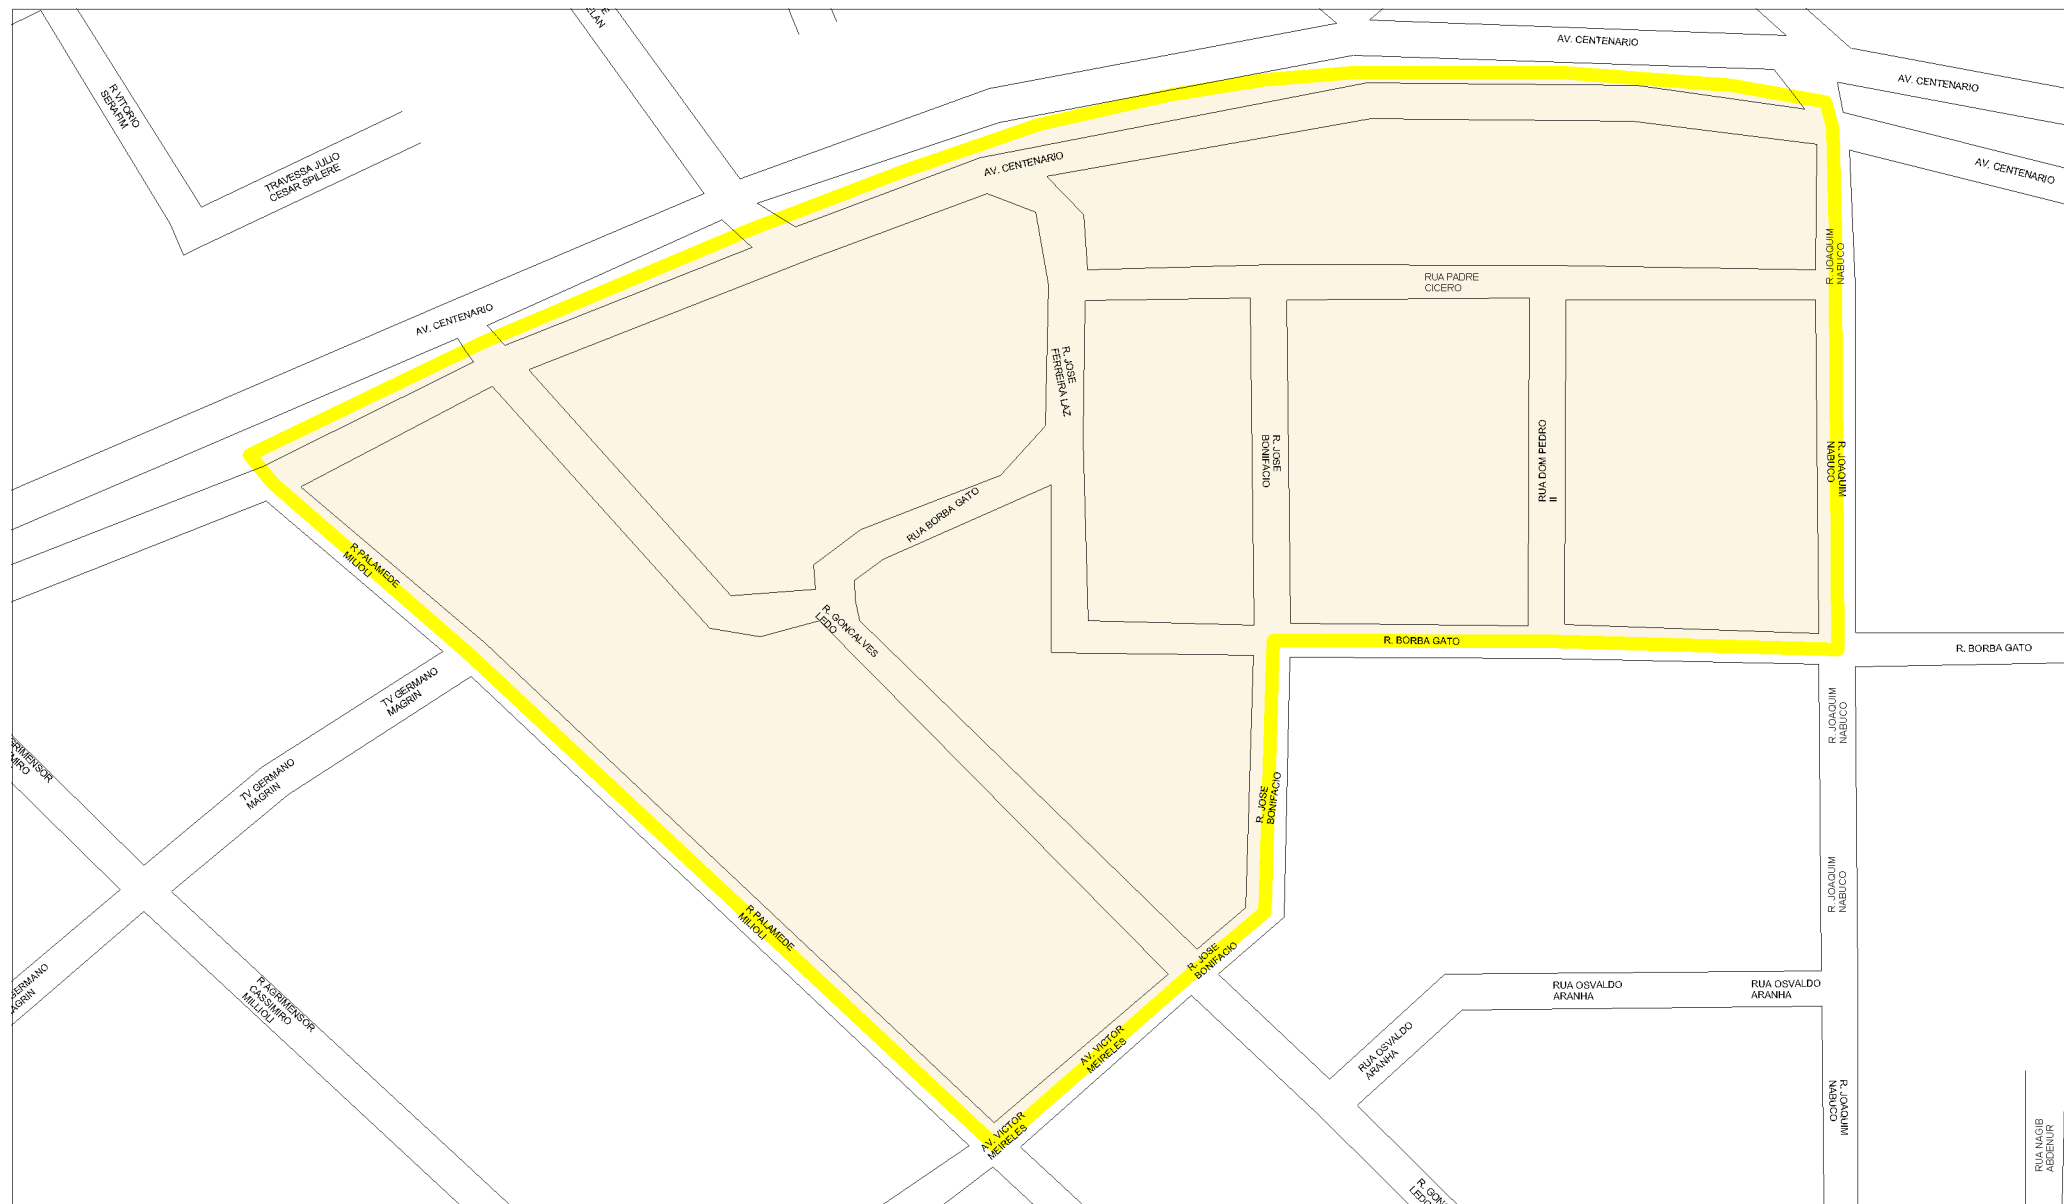 AV. CENTENARIO
AV. CENTENARIO
R VITORIO
SERAFIM
TRAVESSA JULIO
CESAR SPILERE
AV. CENTENARIO
AV. CENTENARIO
R. JOAQUIM
NABUCO
RUA PADRE
CICERO
AV. CENTENARIO
R. JOSE
FERREIRA LAZ
R. JOSE
BONIFACIO
RUA DOM PEDRO
II
R. JOAQUIM
NABUCO
RUA BORBA GATO
R PALAMEDE
MILIOLI
R. GONCALVES
LEDO
R. BORBA GATO
R. BORBA GATO
TV GERMANO
MAGRIN
R. JOAQUIM
NABUCO
TV GERMANO
MAGRIN
R. JOSE
BONIFACIO
R. JOAQUIM
NABUCO
R PALAMEDE
MILIOLI
R. JOSE
BONIFACIO
RUA OSVALDO
ARANHA
RUA OSVALDO
ARANHA
R AGRIMENSOR
CASSIMIRO
MILLIOLI
AV. VICTOR
MEIRELES
RUA OSVALDO
ARANHA
R. JOAQUIM
NABUCO
AV. VICTOR
MEIRELES
RUA NAGIB
ABDENUR